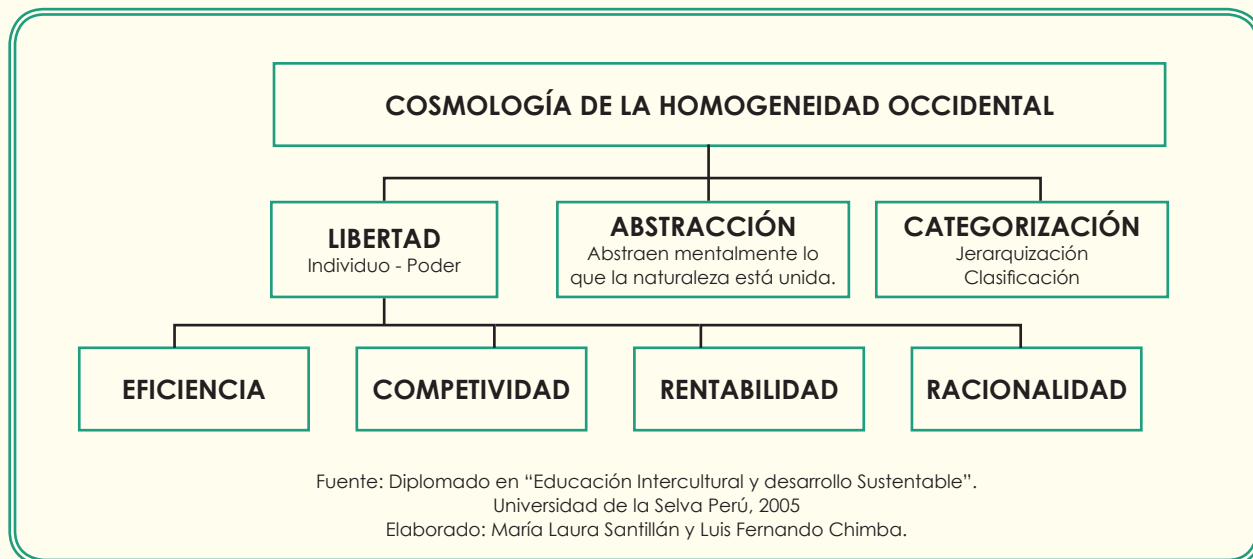 COSMOLOGÍA DE LA HOMOGENEIDAD OCCIDENTAL
LIBERTAD
Individuo - Poder
ABSTRACCIÓN
Abstraen mentalmente lo
que la naturaleza está unida.
CATEGORIZACIÓN
Jerarquización
Clasificación
EFICIENCIA
COMPETIVIDAD
RENTABILIDAD
RACIONALIDAD
Fuente: Diplomado en “Educación Intercultural y desarrollo Sustentable”.
Universidad de la Selva Perú, 2005
Elaborado: María Laura Santillán y Luis Fernando Chimba.